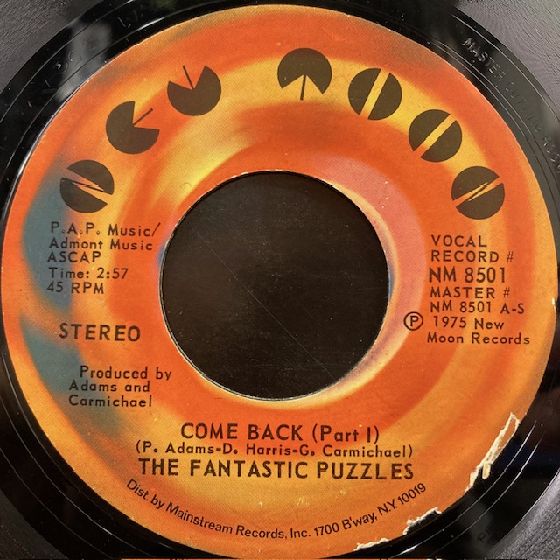 NEW MOON
P.A.P. Music/
Admont Music
ASCAP
Time: 2:57
45 RPM
STEREO
Produced by
Adams and
Carmichael
VOCAL
RECORD #
NM 8501
MASTER #
NM 8501 A-S
Ⓟ 1975 New
Moon Records
COME BACK (Part I)
(P. Adams-D. Harris-G. Carmichael)
THE FANTASTIC PUZZLES
Dist by Mainstream Records, Inc. 1700 B'way, N.Y. 10019